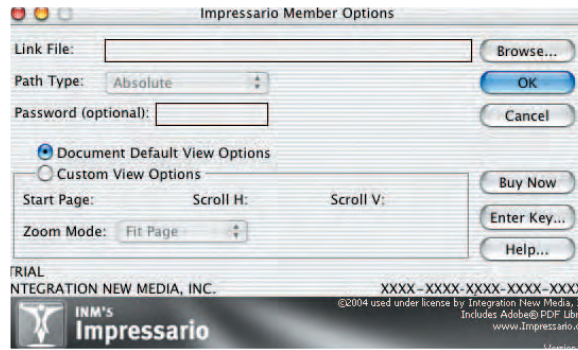 Impressario Member Options
Link File:
Browse...
Path Type: Absolute
OK
Password (optional):
Cancel
Document Default View Options
Custom View Options
Buy Now
Start Page: Scroll H: Scroll V:
Enter Key...
Zoom Mode: Fit Page
Help...
TRIAL
NTEGRATION NEW MEDIA, INC. XXXX-XXXX-XXXX-XXXX-XXX
©2004 used under license by Integration New Media,
Includes Adobe® PDF Libr
www.Impressario.c
INM's
Impressario
Version